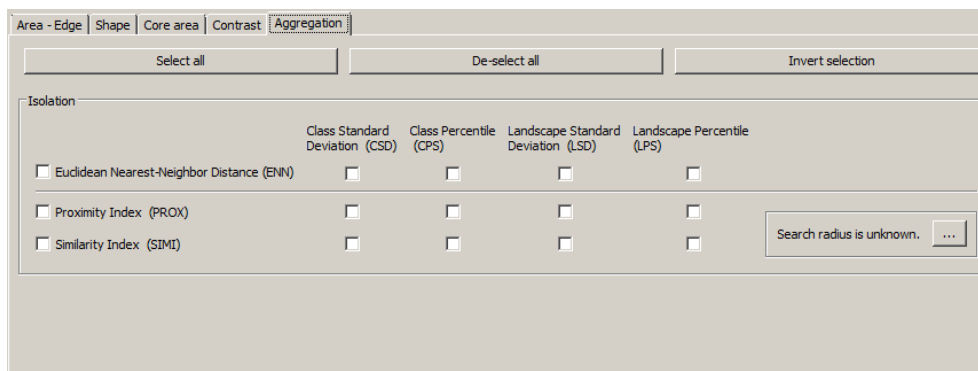 Area - Edge Shape Core area Contrast Aggregation
Select all De-select all Invert selection
Isolation
Class Standard Class Percentile Landscape Standard Landscape Percentile
Deviation (CSD) (CPS) Deviation (LSD) (LPS)
Euclidean Nearest-Neighbor Distance (ENN)
Proximity Index (PROX)
Search radius is unknown. ...
Similarity Index (SIMI)